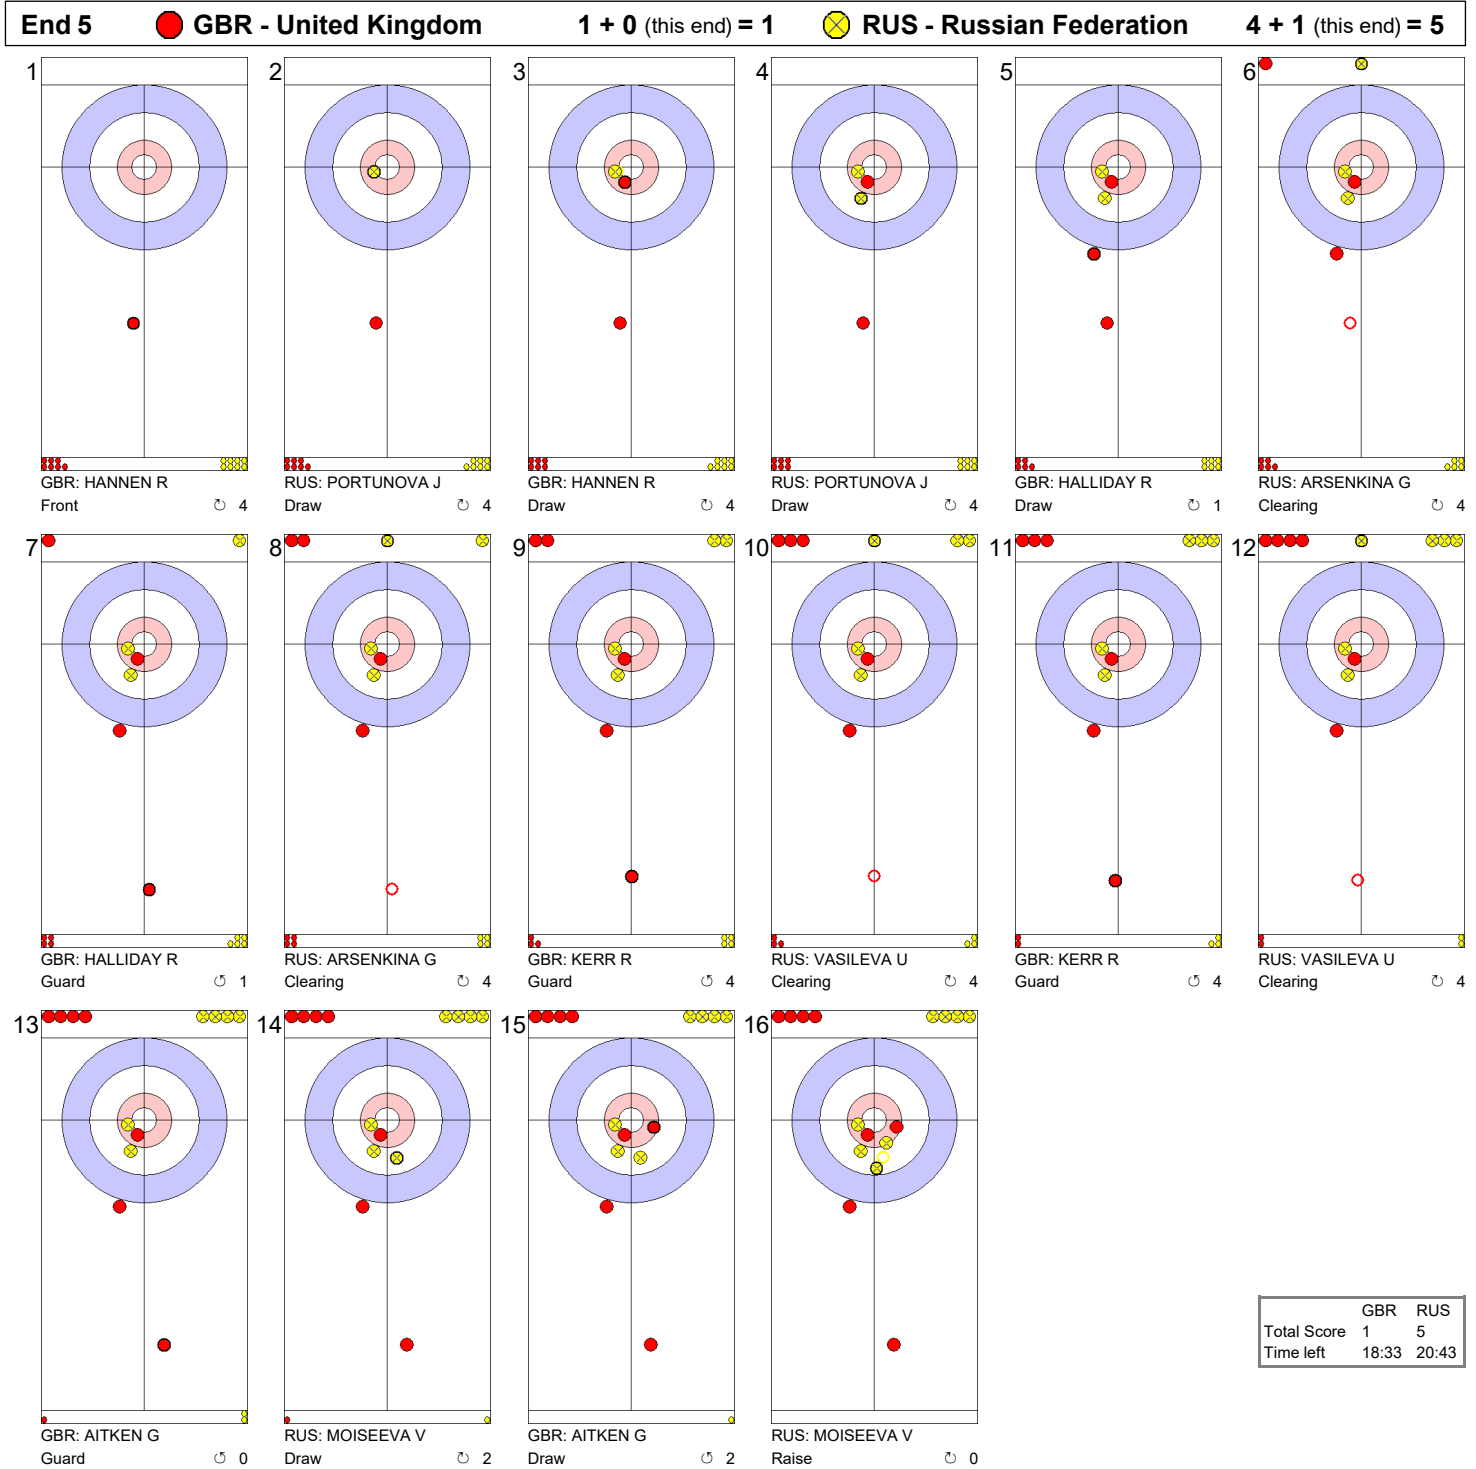 End 5 GBR - United Kingdom 1 + 0 (this end) = 1 RUS - Russian Federation 4 + 1 (this end) = 5
1
GBR: HANNEN R
Front ↻ 4
2
RUS: PORTUNOVA J
Draw ↻ 4
3
GBR: HANNEN R
Draw ↻ 4
4
RUS: PORTUNOVA J
Draw ↻ 4
5
GBR: HALLIDAY R
Draw ↻ 1
6
RUS: ARSENKINA G
Clearing ↻ 4
7
GBR: HALLIDAY R
Guard ↺ 1
8
RUS: ARSENKINA G
Clearing ↻ 4
9
GBR: KERR R
Guard ↺ 4
10
RUS: VASILEVA U
Clearing ↻ 4
11
GBR: KERR R
Guard ↺ 4
12
RUS: VASILEVA U
Clearing ↻ 4
13
GBR: AITKEN G
Guard ↺ 0
14
RUS: MOISEEVA V
Draw ↻ 2
15
GBR: AITKEN G
Draw ↺ 2
16
RUS: MOISEEVA V
Raise ↻ 0
GBR RUS
Total Score 1 5
Time left 18:33 20:43